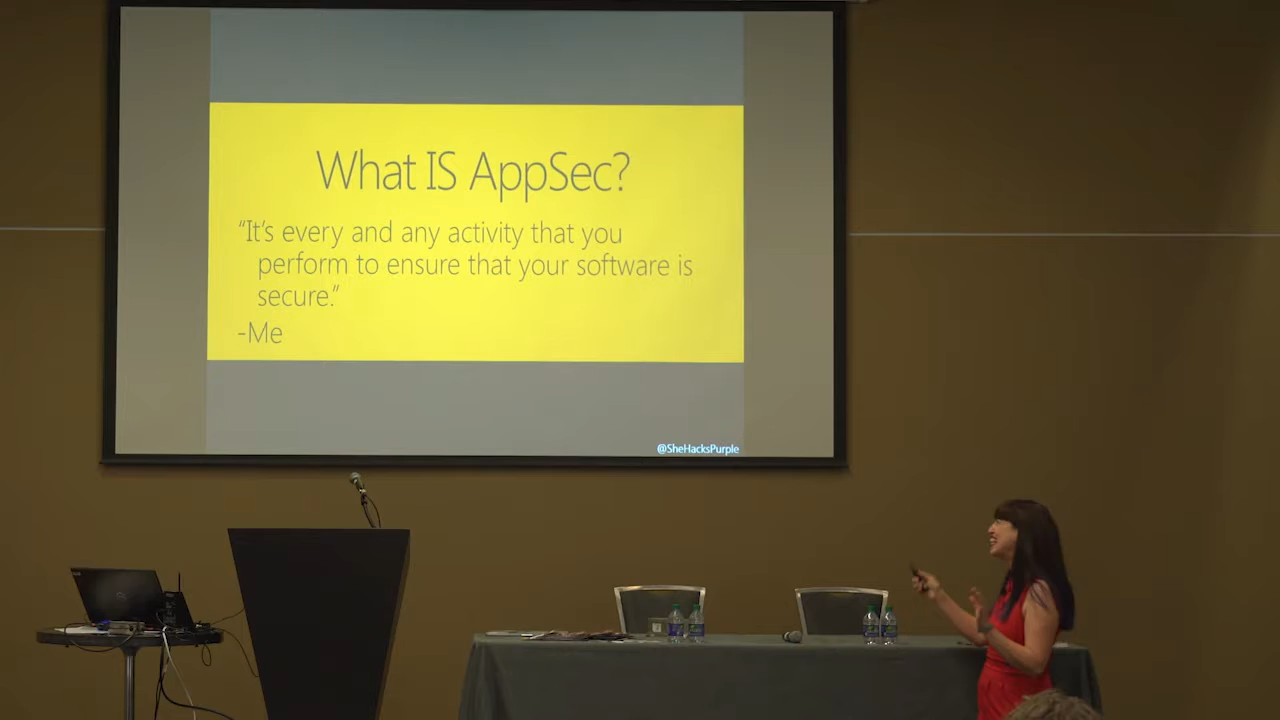 What IS AppSec?
“It’s every and any activity that you
perform to ensure that your software is
secure.”
-Me
@SheHacksPurple